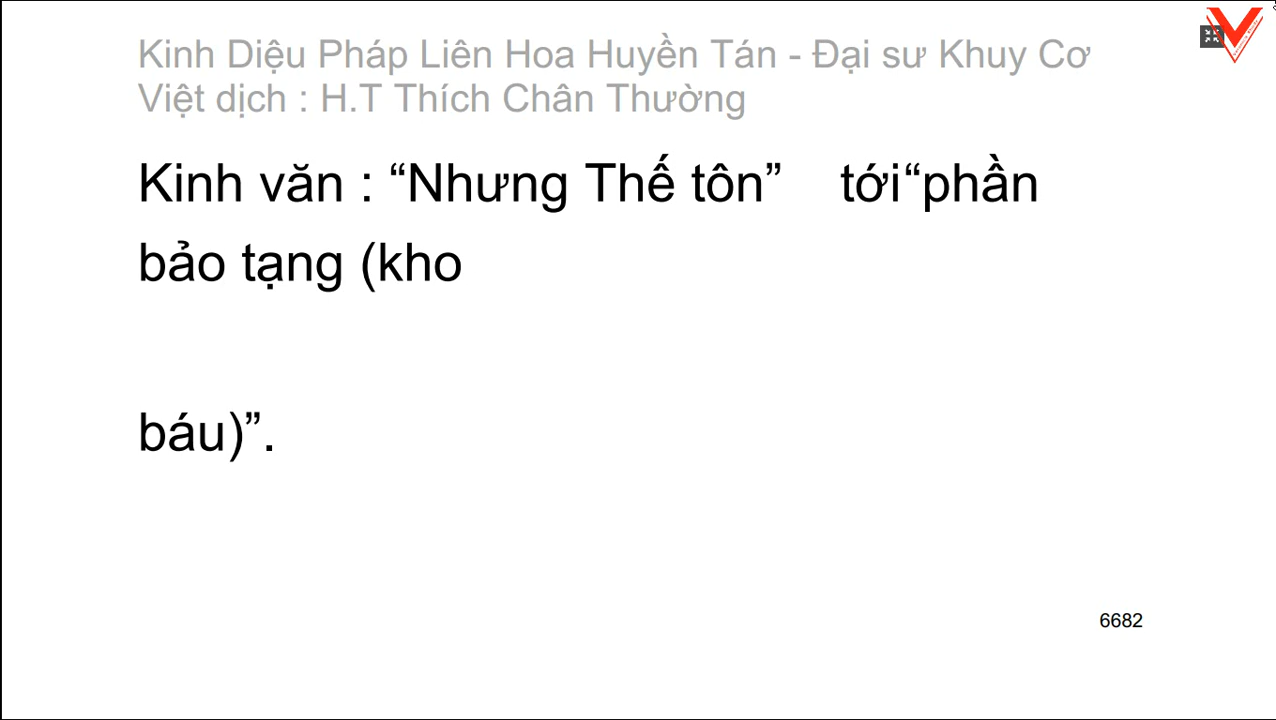 Kinh Diệu Pháp Liên Hoa Huyền Tán - Đại sư Khuy Cơ
Việt dịch : H.T Thích Chân Thường
Kinh văn : “Nhưng Thế tôn” tới“phần
bảo tạng (kho
báu)”.
6682